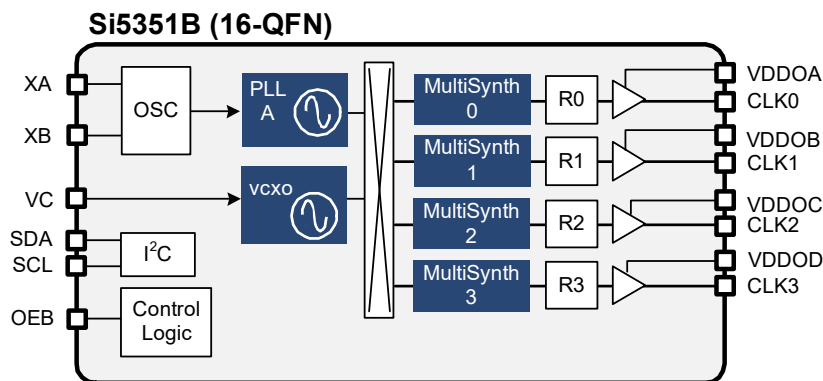 Si5351B (16-QFN)
XA
XB
VC
SDA
SCL
OEB
OSC
I²C
Control
Logic
PLL
A
vcxo
MultiSynth
0
MultiSynth
1
MultiSynth
2
MultiSynth
3
R0
R1
R2
R3
VDDOA
CLK0
VDDOB
CLK1
VDDOC
CLK2
VDDOD
CLK3